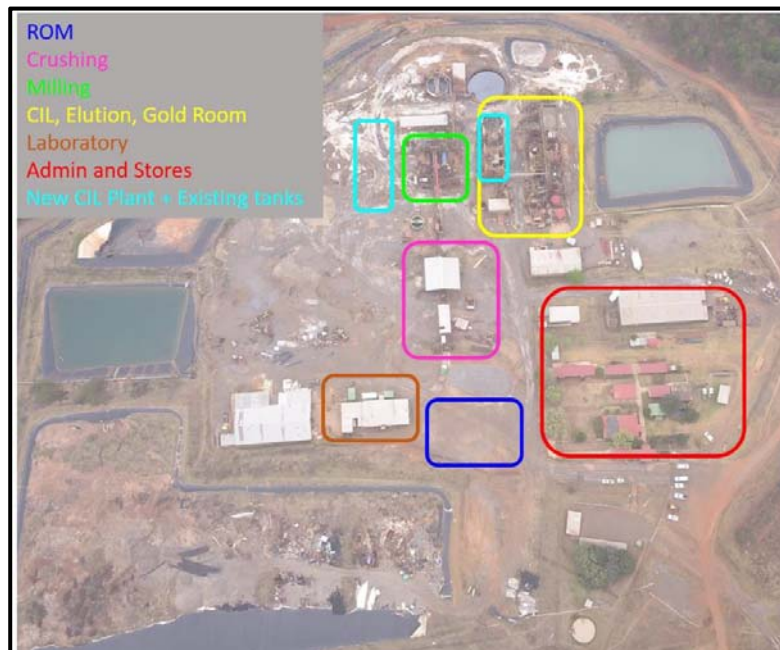 ROM
Crushing
Milling
CIL, Elution, Gold Room
Laboratory
Admin and Stores
New CIL Plant + Existing tanks